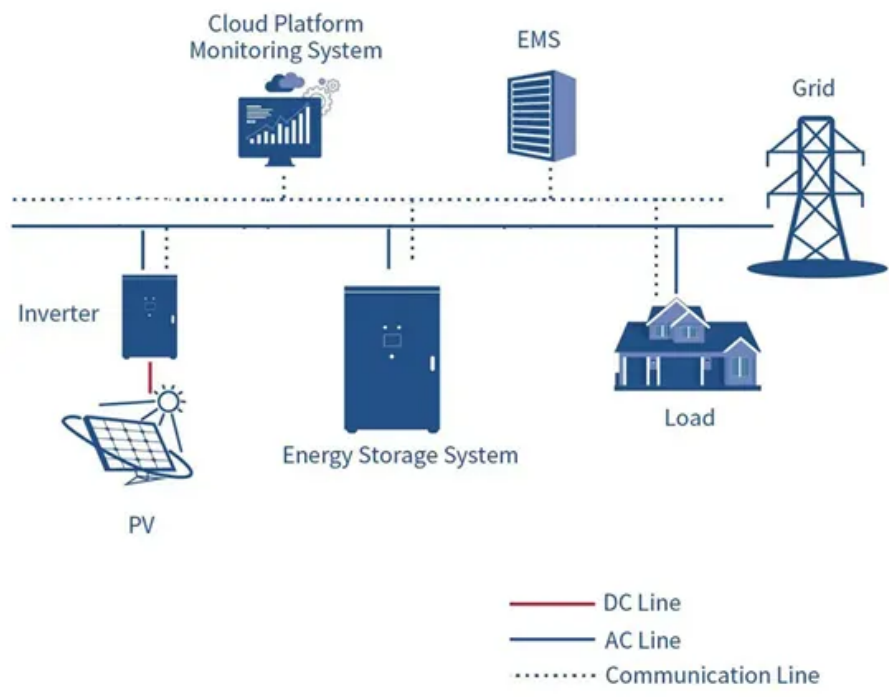 Cloud Platform
Monitoring System
EMS
Grid
Inverter
Load
Energy Storage System
PV
DC Line
AC Line
Communication Line